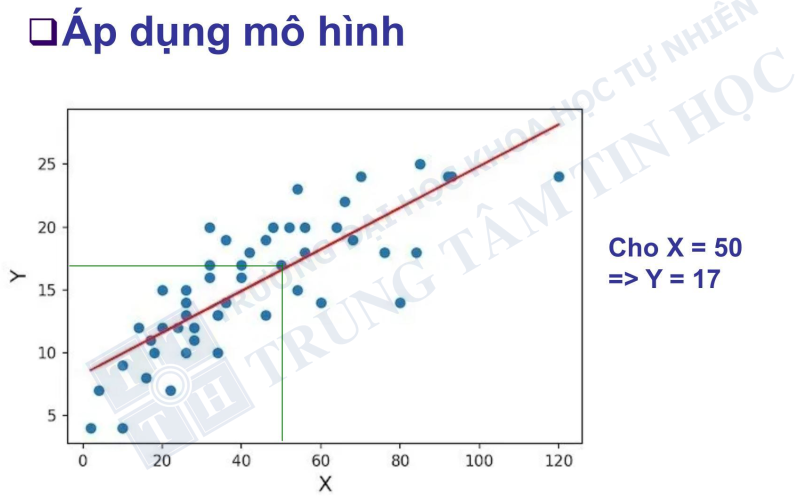 Áp dụng mô hình
TRƯỜNG ĐẠI HỌC KHOA HỌC TỰ NHIÊN
TRUNG TÂM TIN HỌC
25
20
15
10
5
Y
0 20 40 60 80 100 120
X
Cho X = 50
=> Y = 17